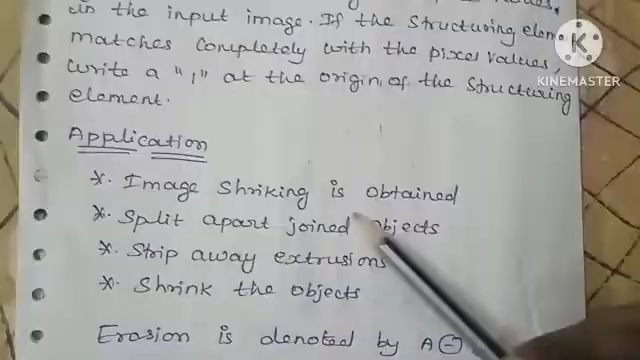 in the input image. If the structuring elem
matches completely with the pixel values,
write a "1" at the origin of the structuring
element.
Application
*. Image Shriking is obtained
*. Split apart joined objects
*. Strip away extrusions
*. Shrink the objects
Erosion is denoted by A ⊖
KINEMASTER